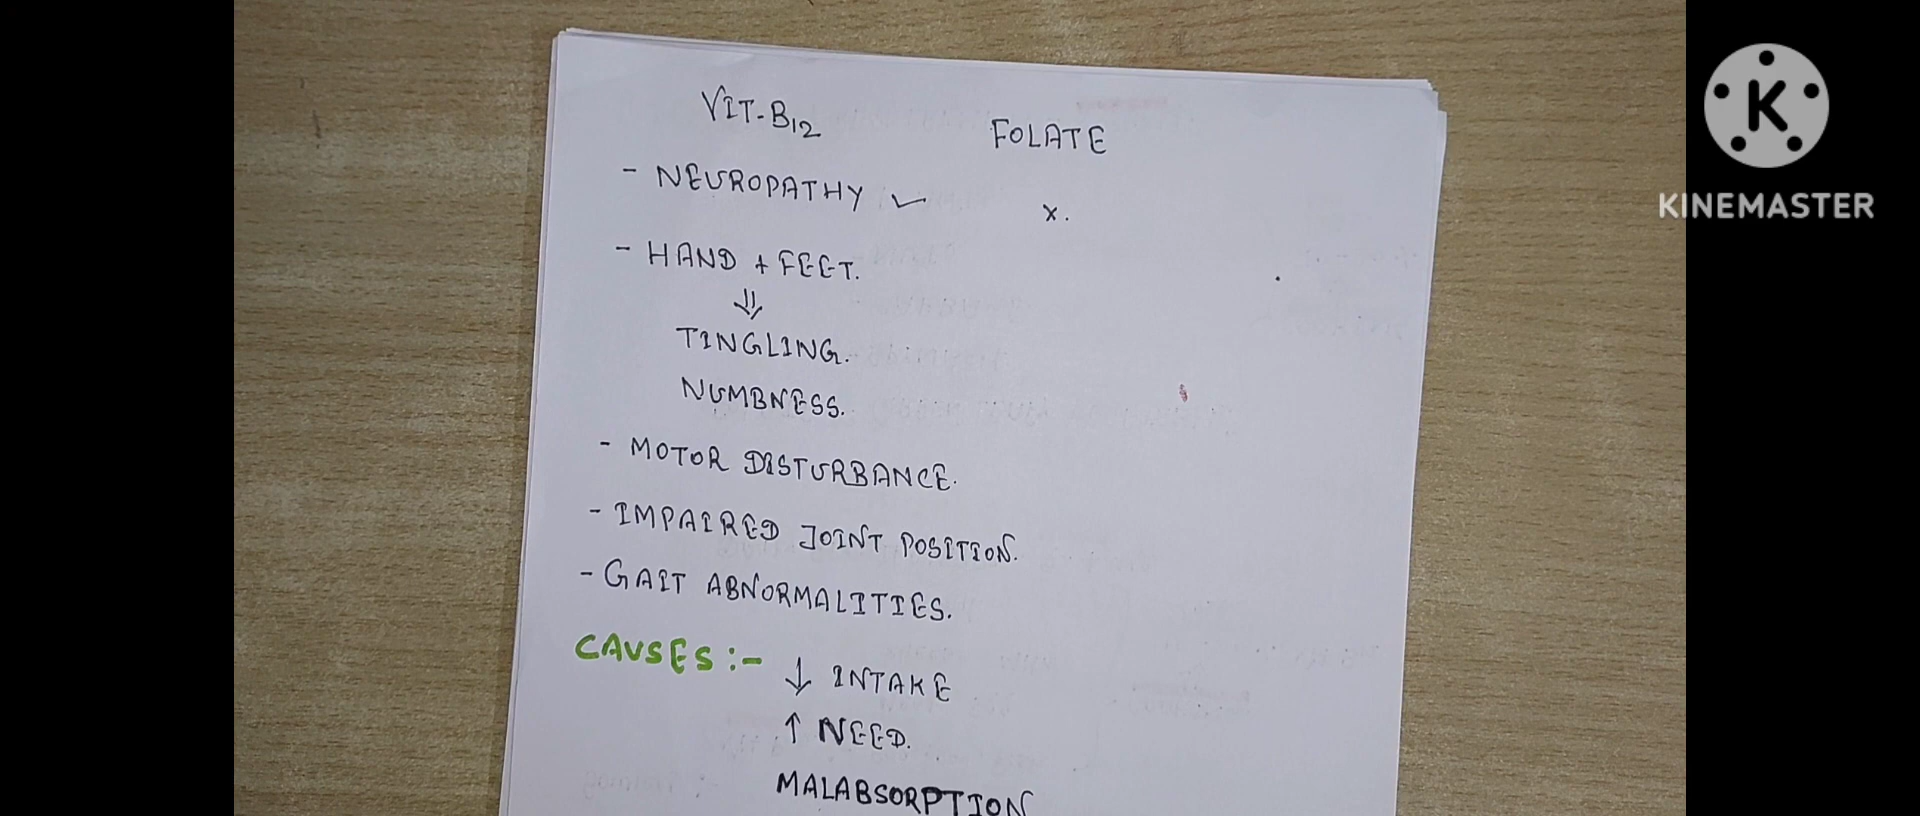 VIT-B12 FOLATE
- NEUROPATHY ✓ x.
- HAND + FEET.
⇓
TINGLING.
NUMBNESS.
- MOTOR DISTURBANCE.
- IMPAIRED JOINT POSITION.
- GAIT ABNORMALITIES.
CAUSES :- ↓ INTAKE
↑ NEED.
MALABSORPTION
K
KINEMASTER